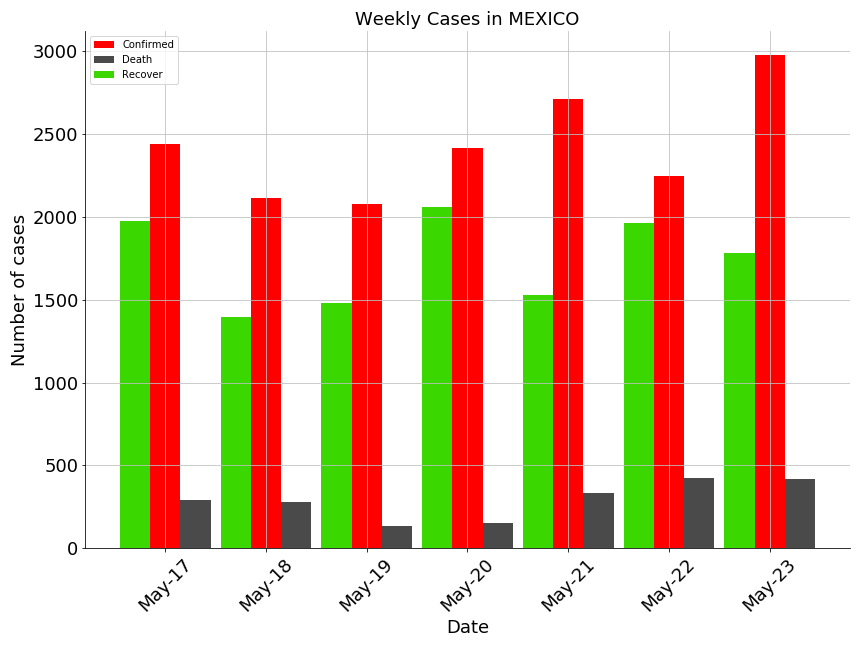 Weekly Cases in MEXICO
Confirmed
Death
Recover
3000
2500
2000
1500
1000
500
0
Number of cases
May-17
May-18
May-19
May-20
May-21
May-22
May-23
Date